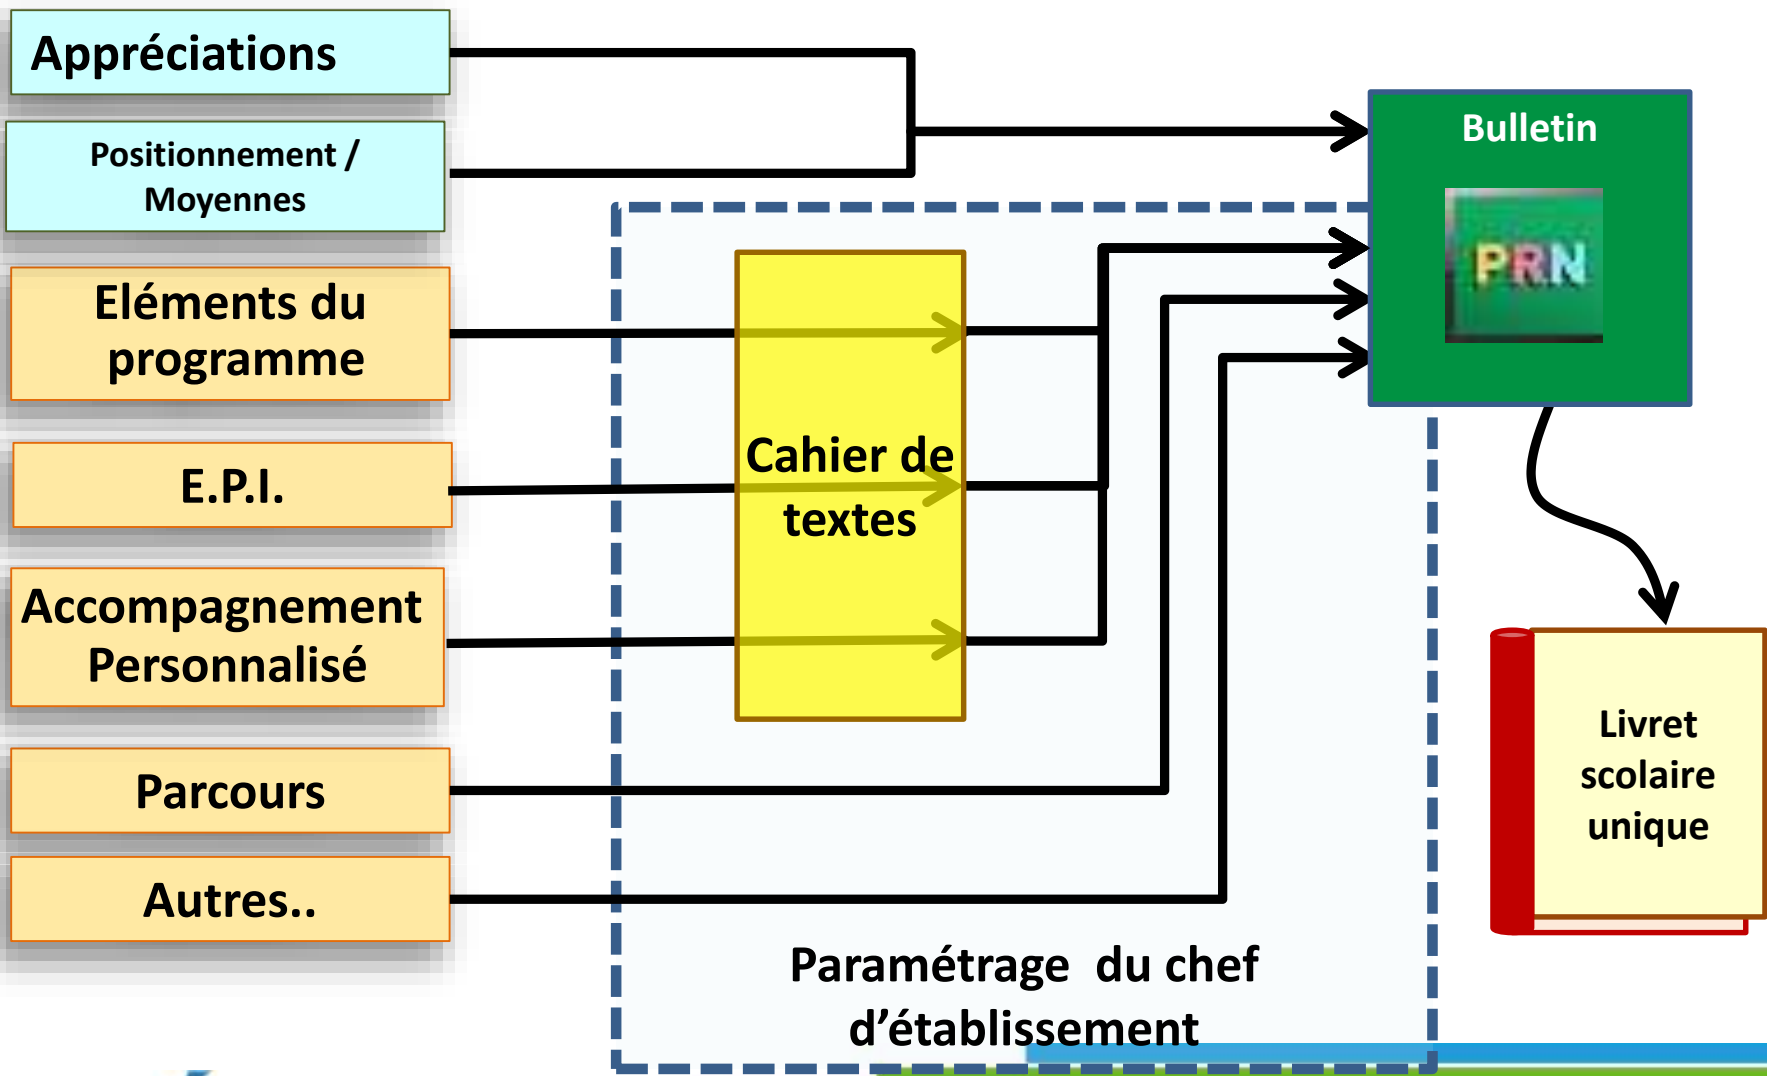 Appréciations
Positionnement /
Moyennes
Eléments du
programme
E.P.I.
Accompagnement
Personnalisé
Parcours
Autres..
Cahier de
textes
Paramétrage  du chef
d’établissement
Bulletin
PRN
Livret
scolaire
unique